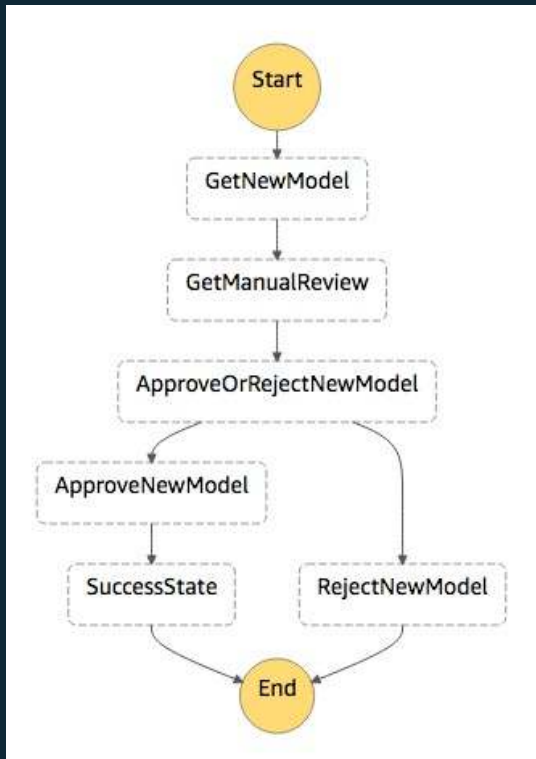 Start
GetNewModel
GetManualReview
ApproveOrRejectNewModel
ApproveNewModel
SuccessState
RejectNewModel
End